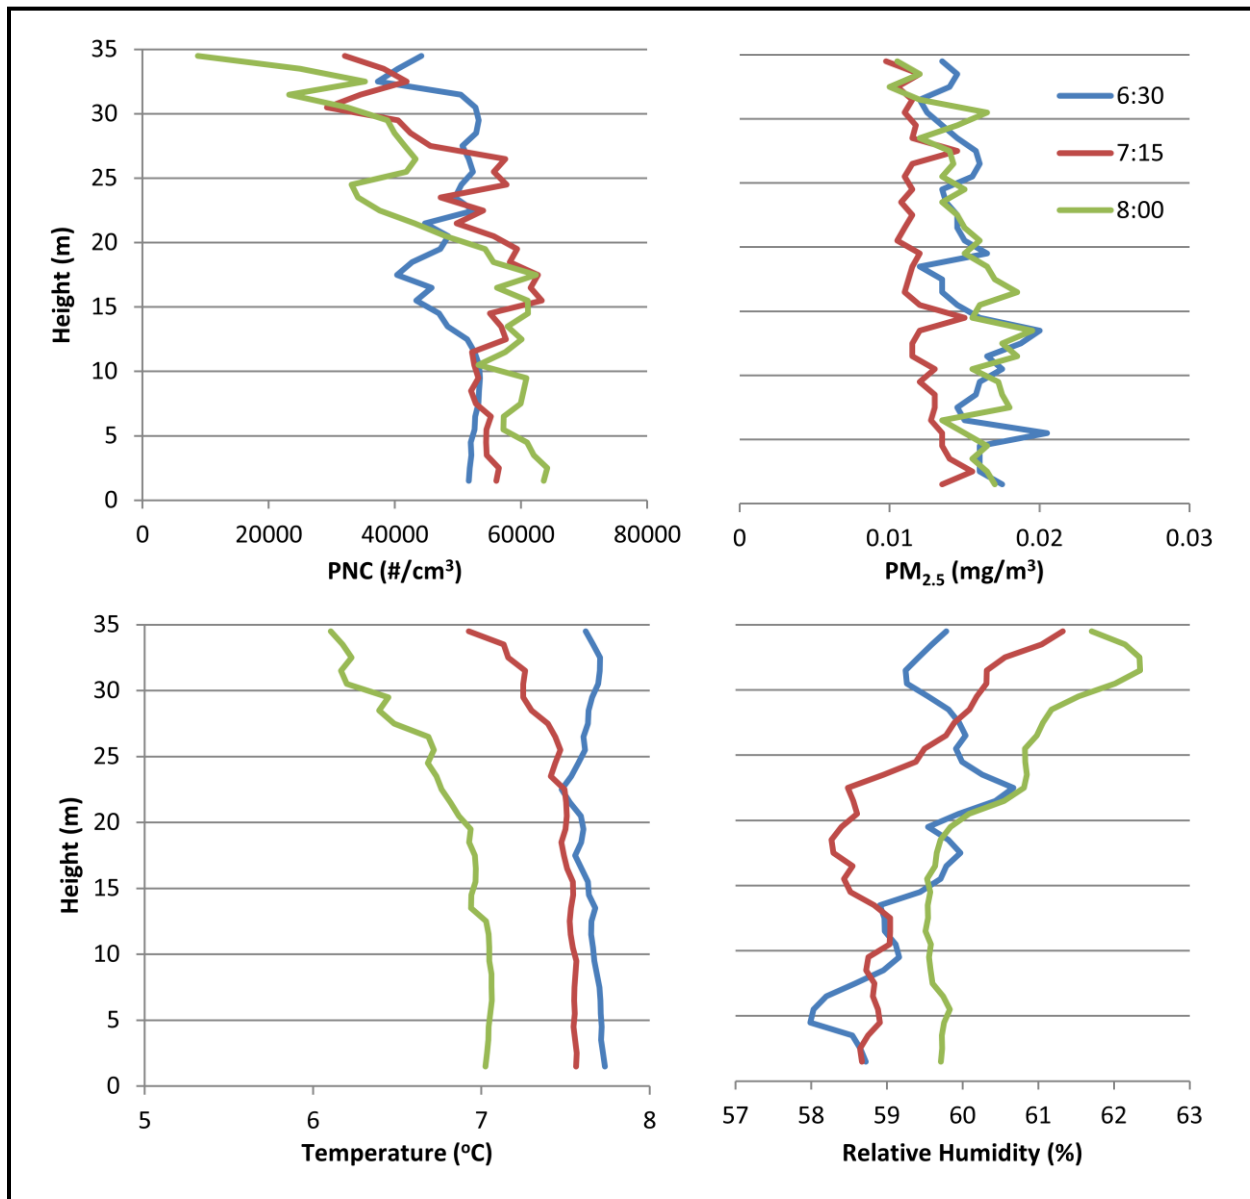 35
30
25
20
15
10
5
0
Height (m)
0 20000 40000 60000 80000
PNC (#/cm³)
6:30
7:15
8:00
0 0.01 0.02 0.03
PM₂.₅ (mg/m³)
35
30
25
20
15
10
5
0
Height (m)
5 6 7 8
Temperature (°C)
57 58 59 60 61 62 63
Relative Humidity (%)